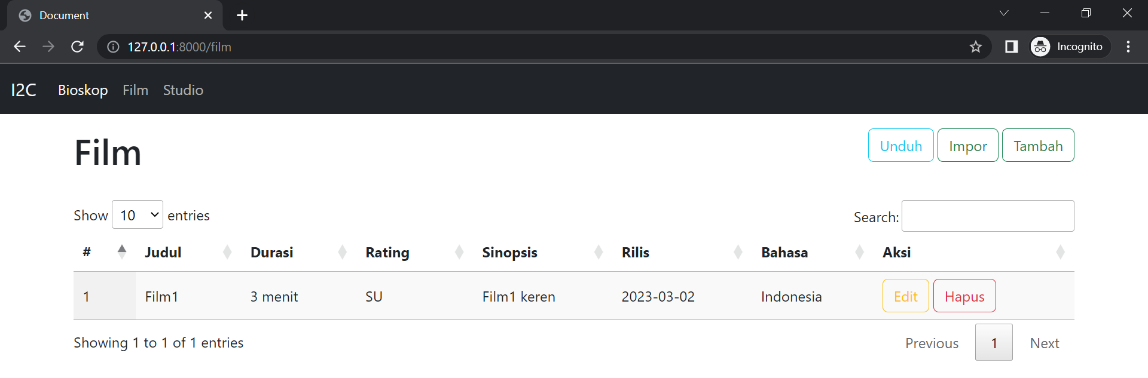 Document
127.0.0.1:8000/film
Incognito
I2C Bioskop Film Studio
Film
Unduh Impor Tambah
Show 10 entries
Search:
# Judul Durasi Rating Sinopsis Rilis Bahasa Aksi
1 Film1 3 menit SU Film1 keren 2023-03-02 Indonesia Edit Hapus
Showing 1 to 1 of 1 entries
Previous 1 Next